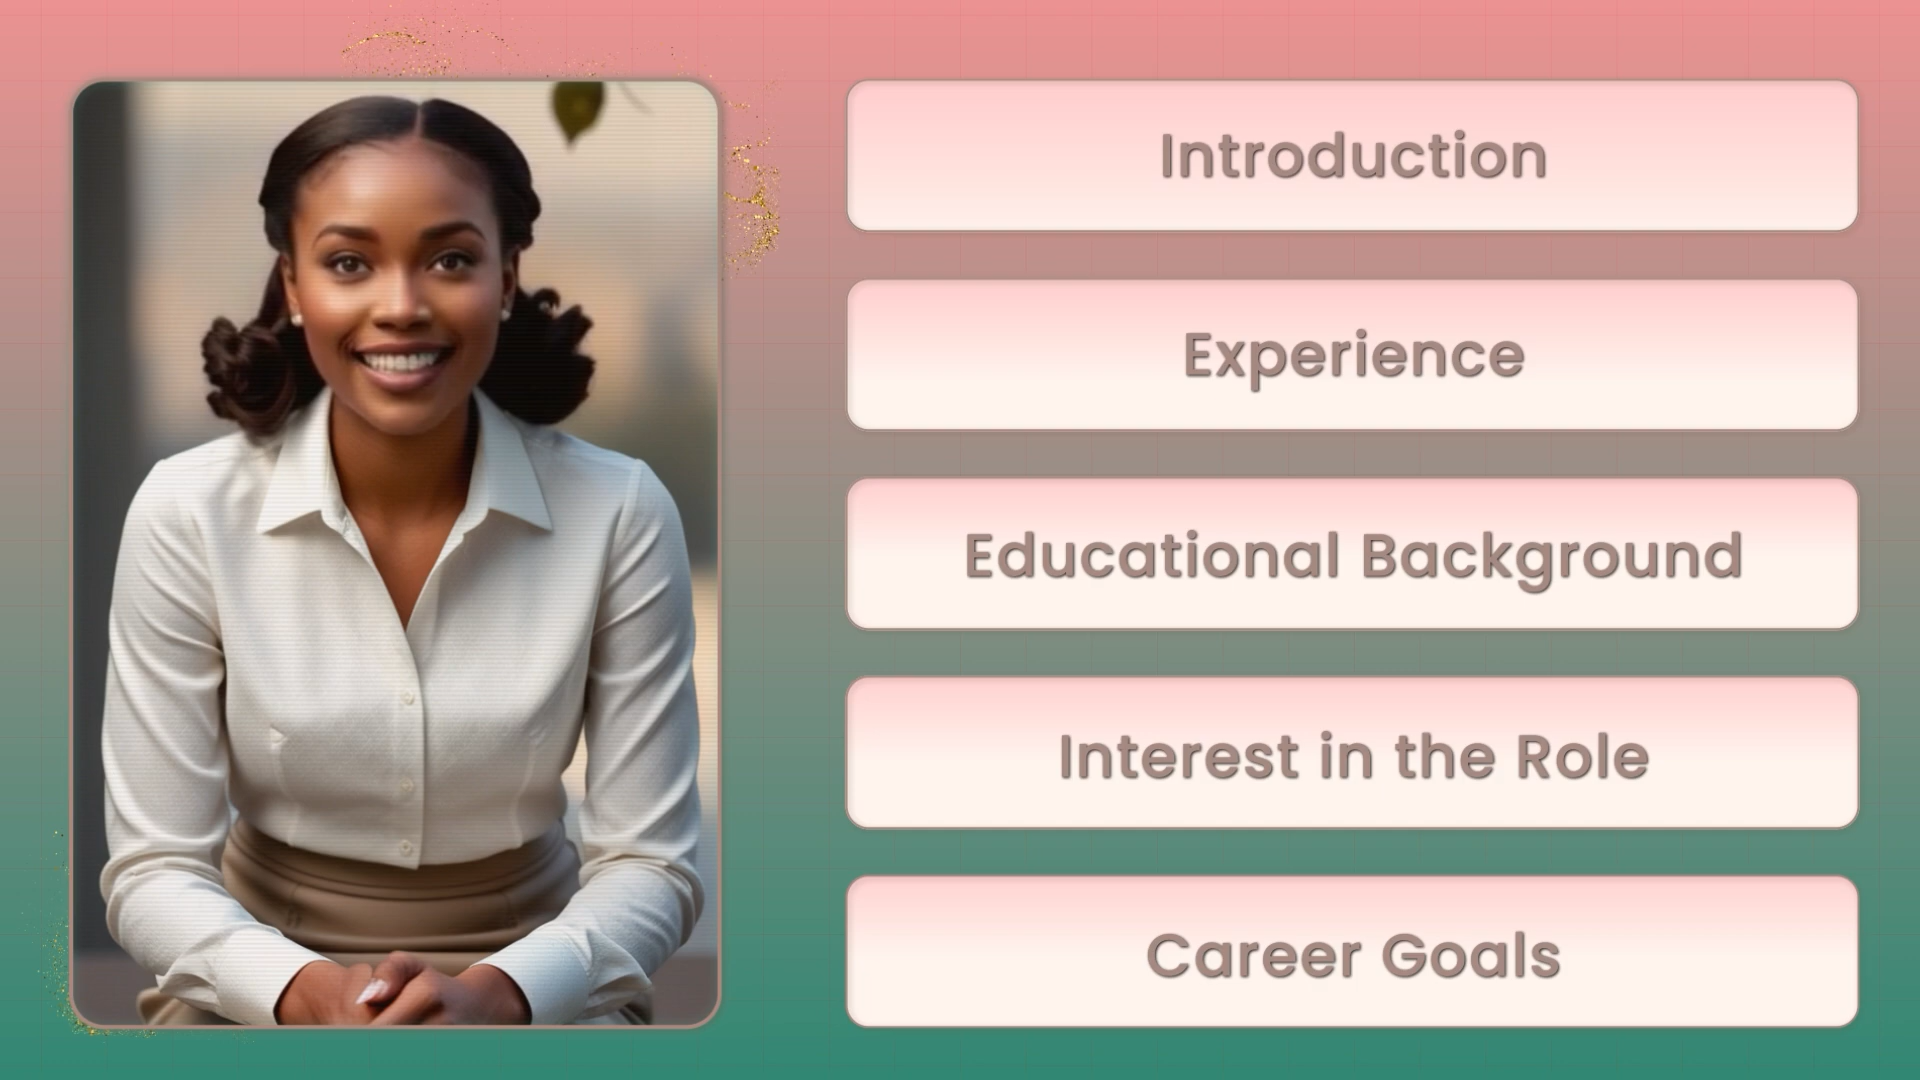 Introduction
Experience
Educational Background
Interest in the Role
Career Goals